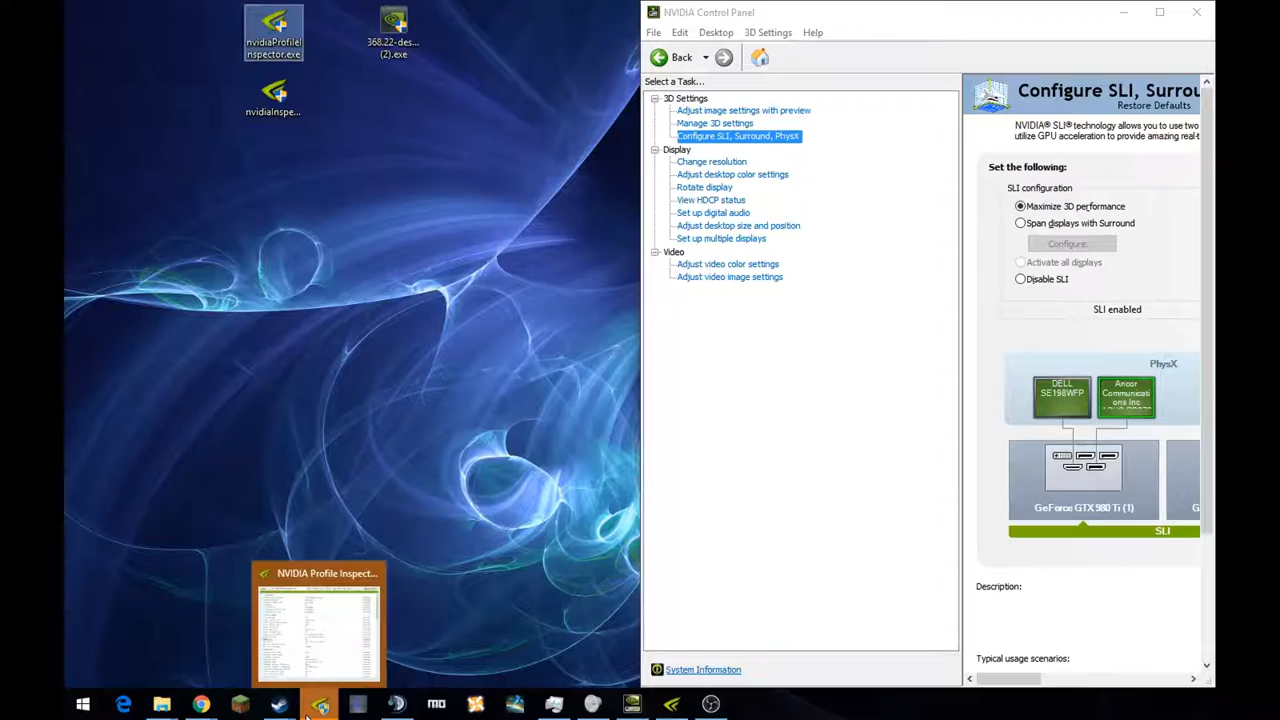 nvidiaProfileI
nspector.exe
368.22-des...
(2).exe
nvidiaInspe...
NVIDIA Control Panel
File Edit Desktop 3D Settings Help
Back
Select a Task...
3D Settings
Adjust image settings with preview
Manage 3D settings
Configure SLI, Surround, PhysX
Display
Change resolution
Adjust desktop color settings
Rotate display
View HDCP status
Set up digital audio
Adjust desktop size and position
Set up multiple displays
Video
Adjust video color settings
Adjust video image settings
System Information
Configure SLI, Surrou
Restore Defaults
NVIDIA® SLI® technology allows you to use two
utilize GPU acceleration to provide amazing real-t
Set the following:
SLI configuration
Maximize 3D performance
Span displays with Surround
Configure...
Activate all displays
Disable SLI
SLI enabled
PhysX
DELL
SE198WFP
Ancor
Communicati
ons Inc
GeForce GTX 980 Ti (1)
G
SLI
Description:
Typical usage scenarios:
NVIDIA Profile Inspect...